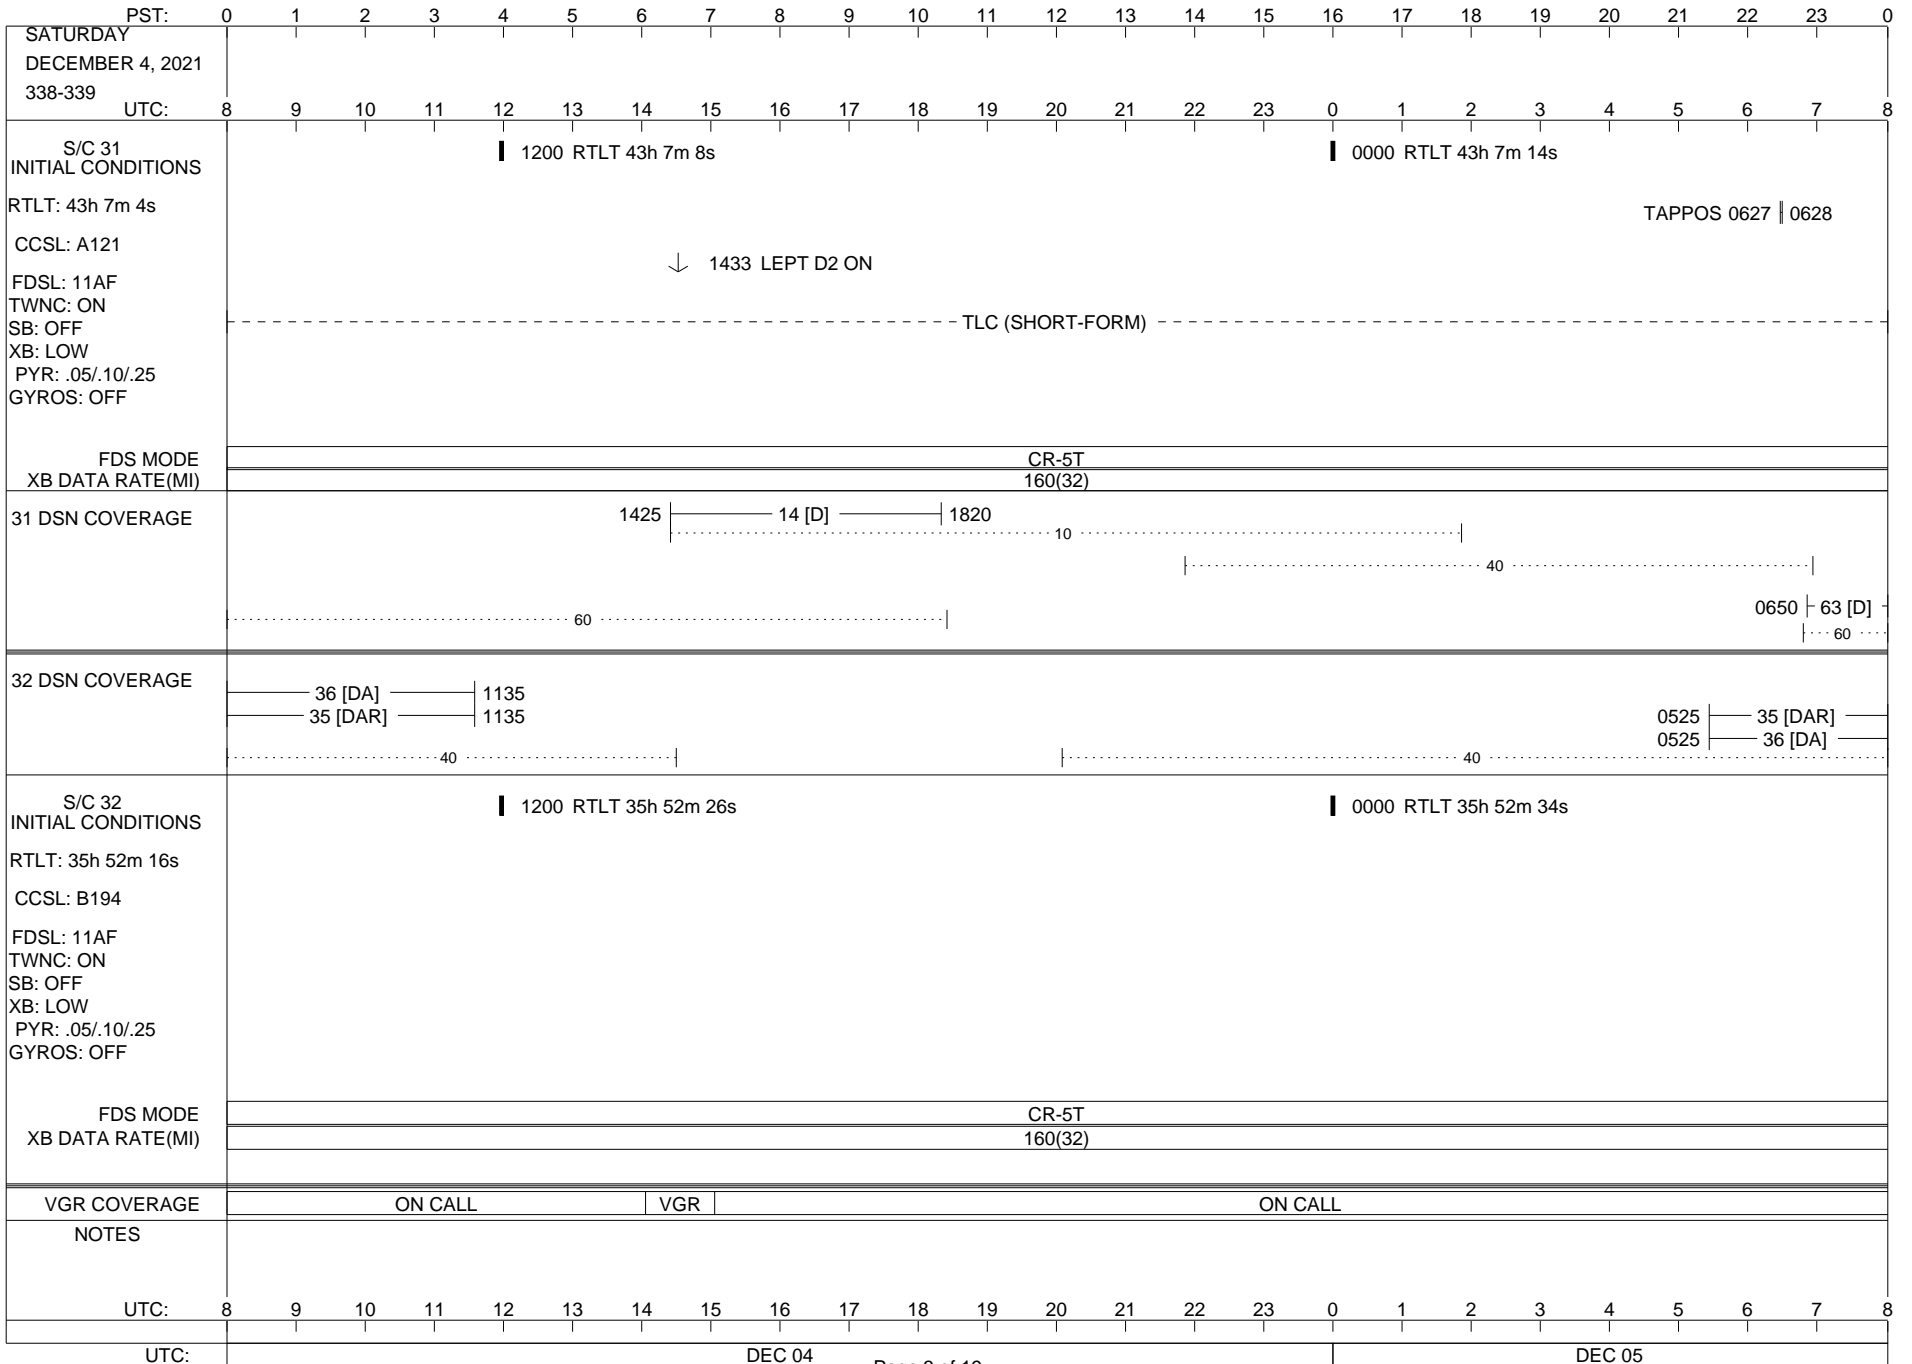 PST: 0 1 2 3 4 5 6 7 8 9 10 11 12 13 14 15 16 17 18 19 20 21 22 23 0
SATURDAY
DECEMBER 4, 2021
338-339
UTC: 8 9 10 11 12 13 14 15 16 17 18 19 20 21 22 23 0 1 2 3 4 5 6 7 8
S/C 31
INITIAL CONDITIONS
1200 RTLT 43h 7m 8s
0000 RTLT 43h 7m 14s
RTLT: 43h 7m 4s
TAPPOS 0627 0628
CCSL: A121
1433 LEPT D2 ON
FDSL: 11AF
TWNC: ON
SB: OFF
TLC (SHORT-FORM)
XB: LOW
PYR: .05/.10/.25
GYROS: OFF
FDS MODE CR-5T
XB DATA RATE(MI) 160(32)
31 DSN COVERAGE
1425 14 [D] 1820
10
40
0650 63 [D]
60
60
32 DSN COVERAGE
36 [DA] 1135
35 [DAR] 1135
0525 35 [DAR]
0525 36 [DA]
40
40
S/C 32
INITIAL CONDITIONS
1200 RTLT 35h 52m 26s
0000 RTLT 35h 52m 34s
RTLT: 35h 52m 16s
CCSL: B194
FDSL: 11AF
TWNC: ON
SB: OFF
XB: LOW
PYR: .05/.10/.25
GYROS: OFF
FDS MODE CR-5T
XB DATA RATE(MI) 160(32)
VGR COVERAGE ON CALL VGR ON CALL
NOTES
UTC: 8 9 10 11 12 13 14 15 16 17 18 19 20 21 22 23 0 1 2 3 4 5 6 7 8
UTC: DEC 04 DEC 05